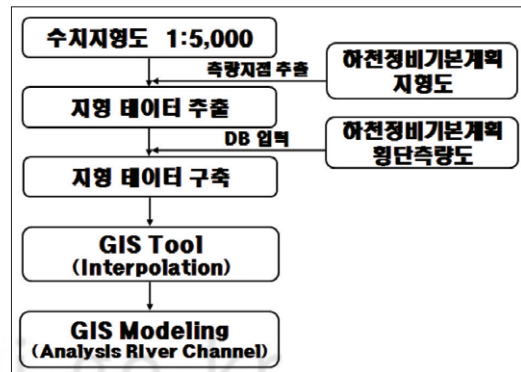 수치지형도 1:5,000
측량지점 추출
하천정비기본계획
지형도
지형 데이터 추출
DB 입력
하천정비기본계획
횡단측량도
지형 데이터 구축
GIS Tool
(Interpolation)
GIS Modeling
(Analysis River Channel)